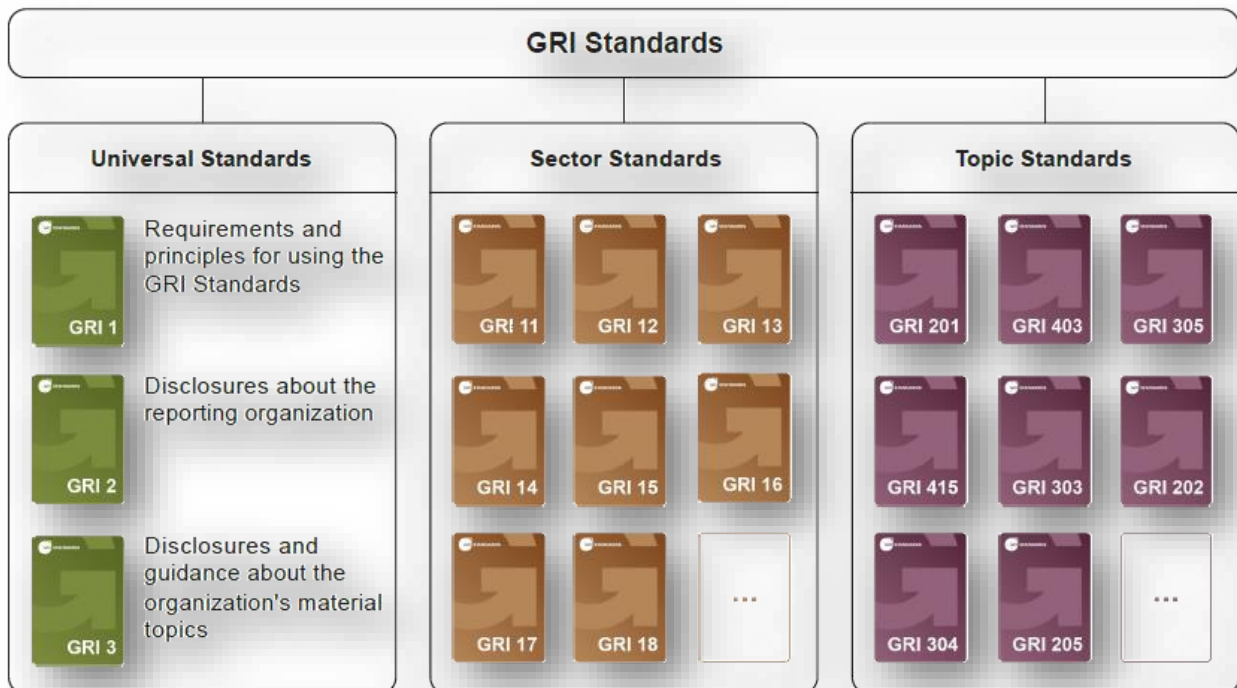 GRI Standards
Universal Standards
GRI 1
Requirements and
principles for using the
GRI Standards
GRI 2
Disclosures about the
reporting organization
GRI 3
Disclosures and
guidance about the
organization's material
topics
Sector Standards
GRI 11
GRI 12
GRI 13
GRI 14
GRI 15
GRI 16
GRI 17
GRI 18
...
Topic Standards
GRI 201
GRI 403
GRI 305
GRI 415
GRI 303
GRI 202
GRI 304
GRI 205
...